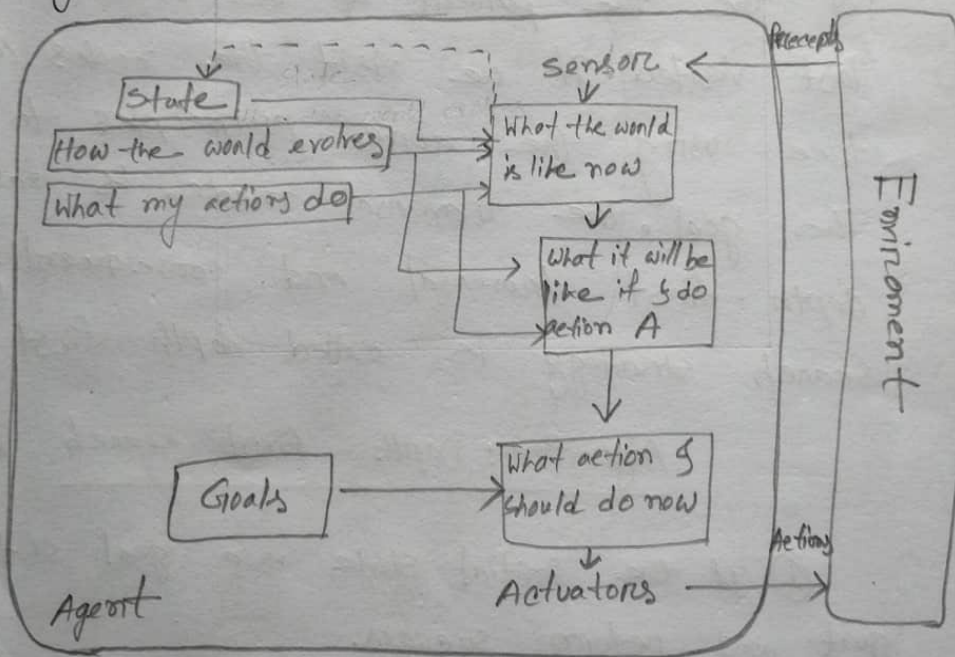 Percepts
Sensor
State
What the world
is like now
How the world evolves
What my actions do
What it will be
like if I do
action A
Enviroment
Goals
What action I
should do now
Actions
Actuators
Agent